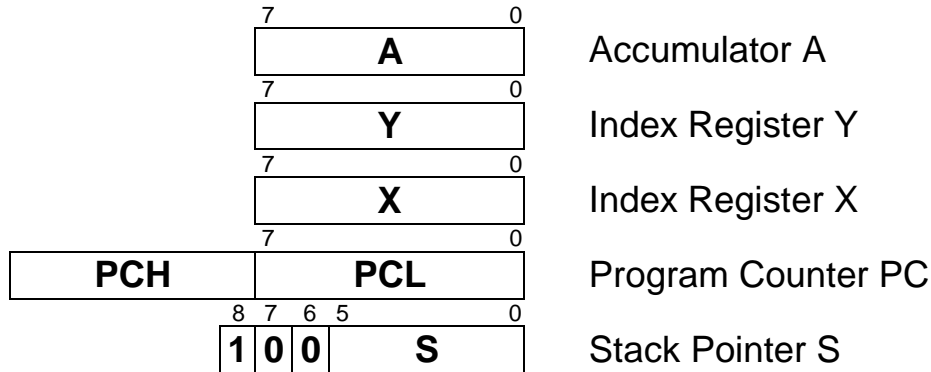 7 0
A Accumulator A
7 0
Y Index Register Y
7 0
X Index Register X
7 0
PCH PCL Program Counter PC
8 7 6 5 0
1 0 0 S Stack Pointer S